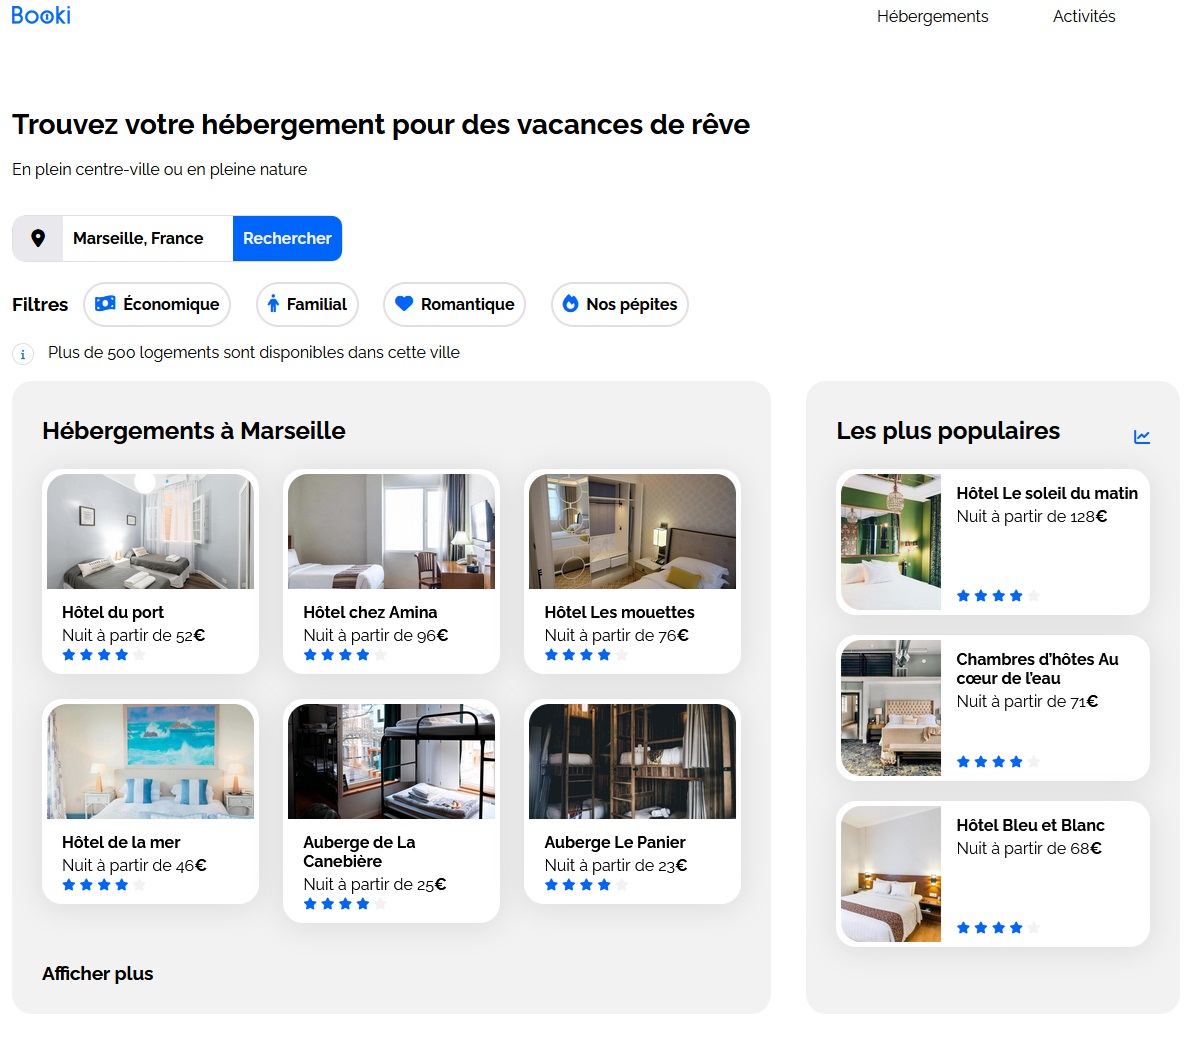 Booki
Hébergements
Activités
Trouvez votre hébergement pour des vacances de rêve
En plein centre-ville ou en pleine nature
Marseille, France
Rechercher
Filtres
Économique
Familial
Romantique
Nos pépites
Plus de 500 logements sont disponibles dans cette ville
Hébergements à Marseille
Hôtel du port
Nuit à partir de 52€
Hôtel chez Amina
Nuit à partir de 96€
Hôtel Les mouettes
Nuit à partir de 76€
Hôtel de la mer
Nuit à partir de 46€
Auberge de La
Canebière
Nuit à partir de 25€
Auberge Le Panier
Nuit à partir de 23€
Afficher plus
Les plus populaires
Hôtel Le soleil du matin
Nuit à partir de 128€
Chambres d’hôtes Au
cœur de l’eau
Nuit à partir de 71€
Hôtel Bleu et Blanc
Nuit à partir de 68€